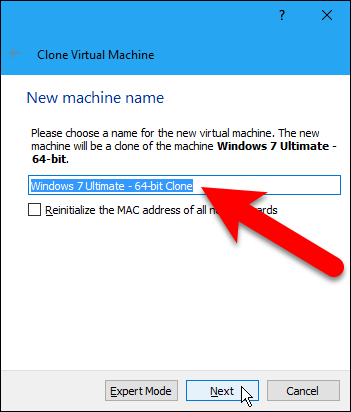 ?
Clone Virtual Machine
New machine name
Please choose a name for the new virtual machine. The new
machine will be a clone of the machine Windows 7 Ultimate -
64-bit.
Windows 7 Ultimate - 64-bit Clone
Reinitialize the MAC address of all
Expert Mode
Next
Cancel